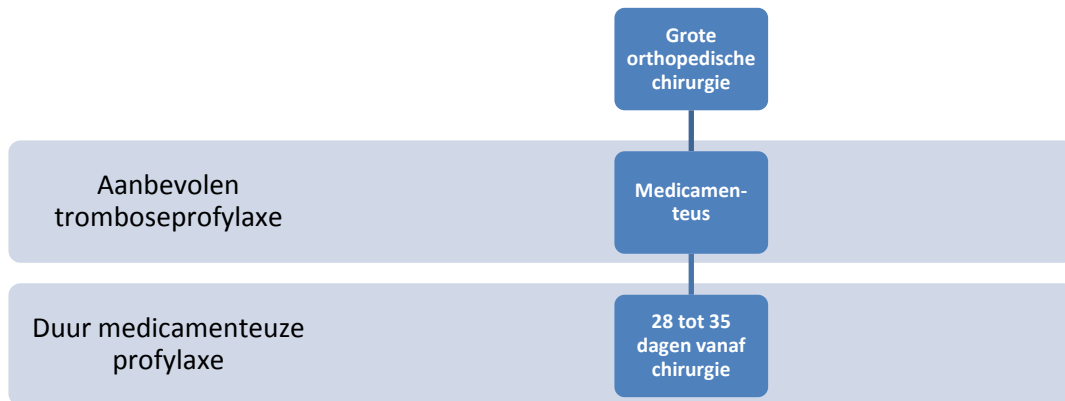 Grote
orthopedische
chirurgie
Aanbevolen
tromboseprofylaxe
Medicamen-
teus
Duur medicamenteuze
profylaxe
28 tot 35
dagen vanaf
chirurgie